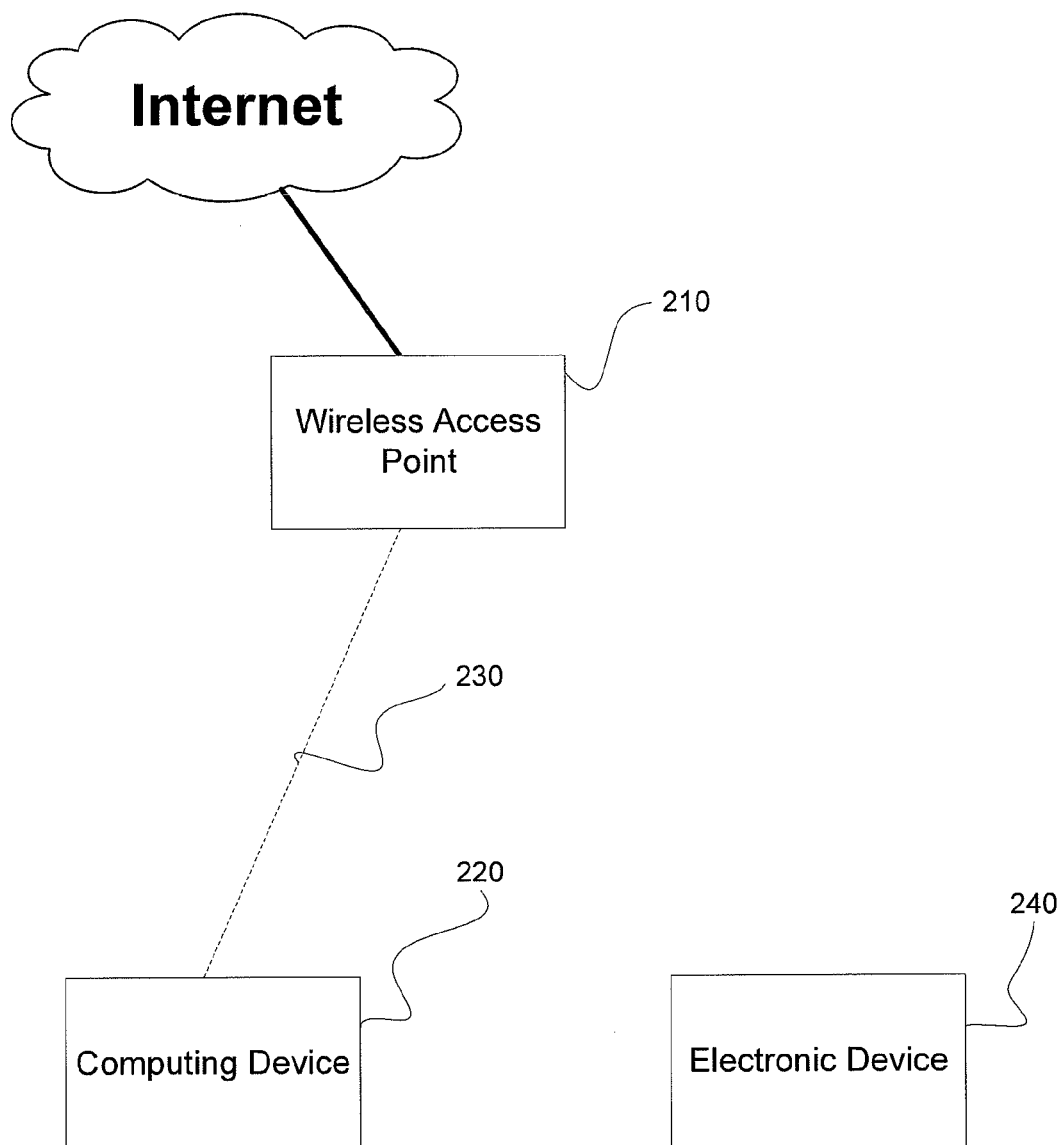 Internet
210
Wireless Access
Point
230
220
240
Computing Device
Electronic Device